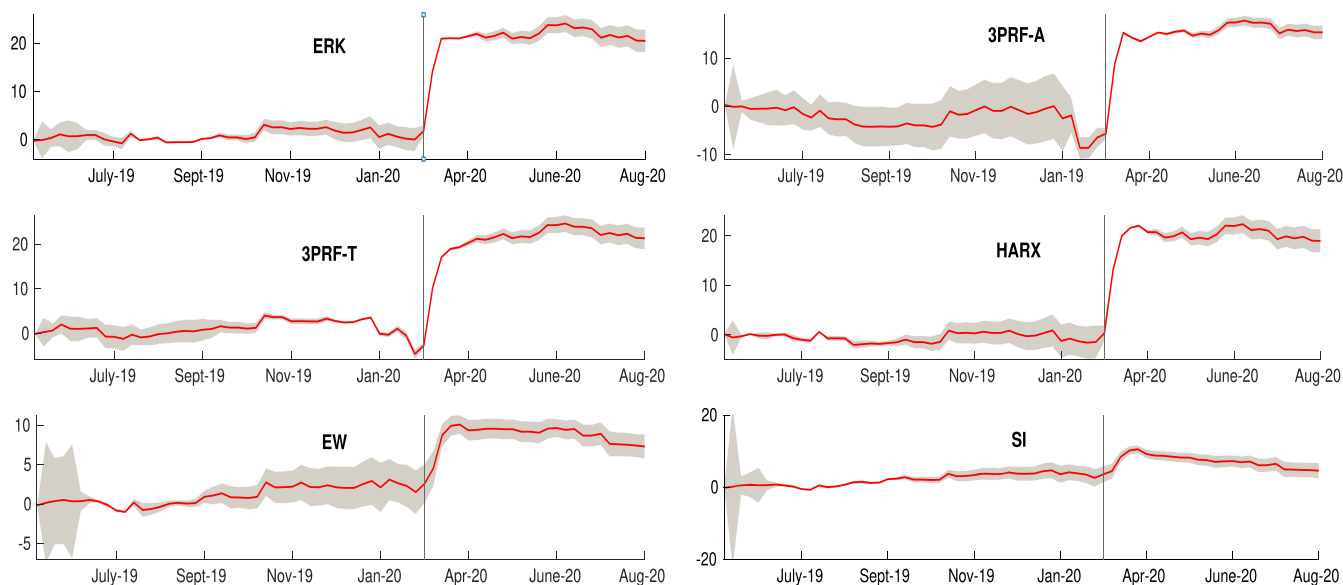 ERK
20
10
0
July-19 Sept-19 Nov-19 Jan-20 Apr-20 June-20 Aug-20
3PRF-A
10
0
-10
July-19 Sept-19 Nov-19 Jan-19 Apr-20 June-20 Aug-20
3PRF-T
20
10
0
July-19 Sept-19 Nov-19 Jan-20 Apr-20 June-20 Aug-20
HARX
20
10
0
July-19 Sept-19 Nov-19 Jan-20 Apr-20 June-20 Aug-20
EW
10
5
0
-5
July-19 Sept-19 Nov-19 Jan-20 Apr-20 June-20 Aug-20
SI
20
0
-20
July-19 Sept-19 Nov-19 Jan-20 Apr-20 June-20 Aug-20